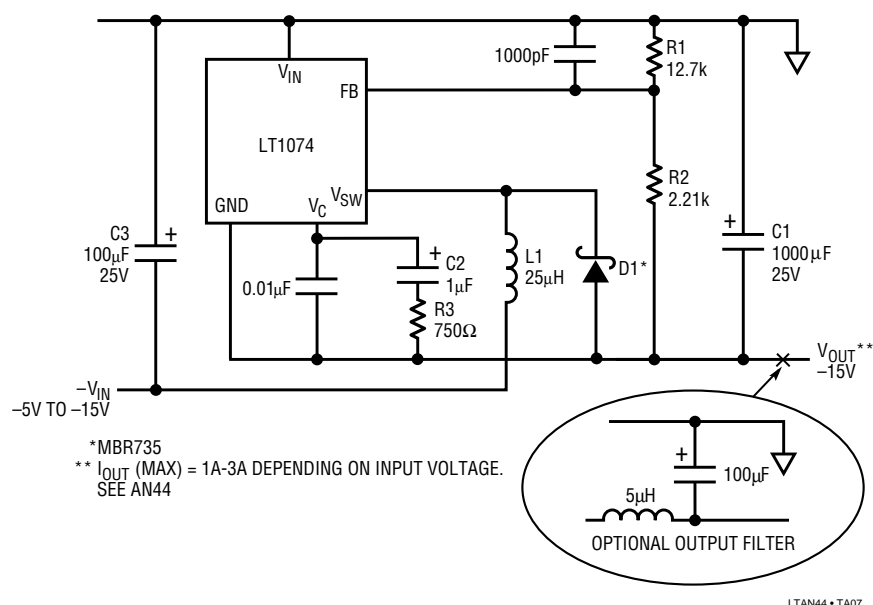 1000pF
R1
12.7k
V_IN
FB
LT1074
R2
2.21k
GND
V_C
V_SW
C3
100μF
25V
+
0.01μF
+
C2
1μF
R3
750Ω
L1
25μH
D1*
+
C1
1000μF
25V
V_OUT**
–15V
–V_IN
–5V TO –15V
*MBR735
** I_OUT (MAX) = 1A-3A DEPENDING ON INPUT VOLTAGE.
SEE AN44
+
100μF
5μH
OPTIONAL OUTPUT FILTER
LTAN44 • TA07